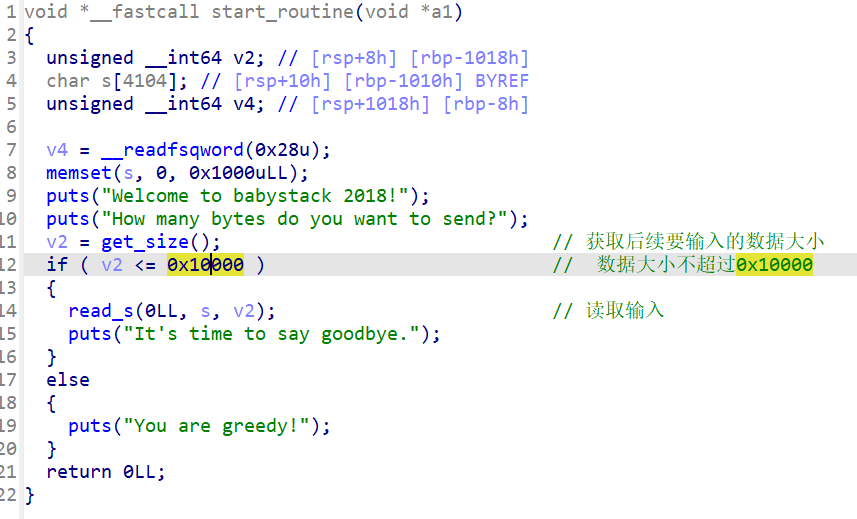 1 void *__fastcall start_routine(void *a1)
2 {
3 unsigned __int64 v2; // [rsp+8h] [rbp-1018h]
4 char s[4104]; // [rsp+10h] [rbp-1010h] BYREF
5 unsigned __int64 v4; // [rsp+1018h] [rbp-8h]
6
7 v4 = __readfsqword(0x28u);
8 memset(s, 0, 0x1000uLL);
9 puts("Welcome to babystack 2018!");
10 puts("How many bytes do you want to send?");
11 v2 = get_size(); // 获取后续要输入的数据大小
12 if ( v2 <= 0x10000 ) // 数据大小不超过0x10000
13 {
14 read_s(0LL, s, v2); // 读取输入
15 puts("It's time to say goodbye.");
16 }
17 else
18 {
19 puts("You are greedy!");
20 }
21 return 0LL;
22 }